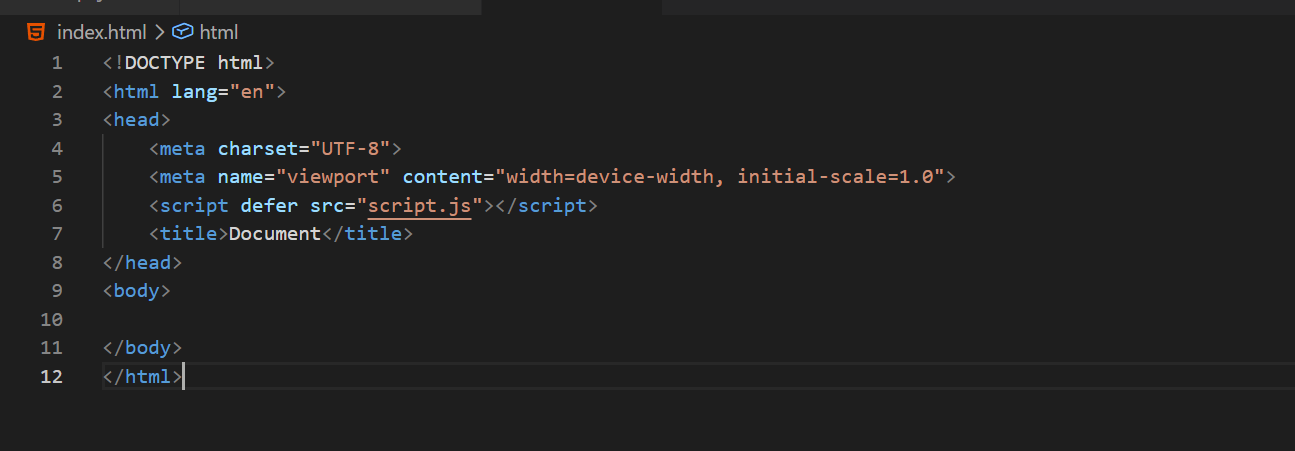 index.html > html
1 <!DOCTYPE html>
2 <html lang="en">
3 <head>
4     <meta charset="UTF-8">
5     <meta name="viewport" content="width=device-width, initial-scale=1.0">
6     <script defer src="script.js"></script>
7     <title>Document</title>
8 </head>
9 <body>
10
11 </body>
12 </html>